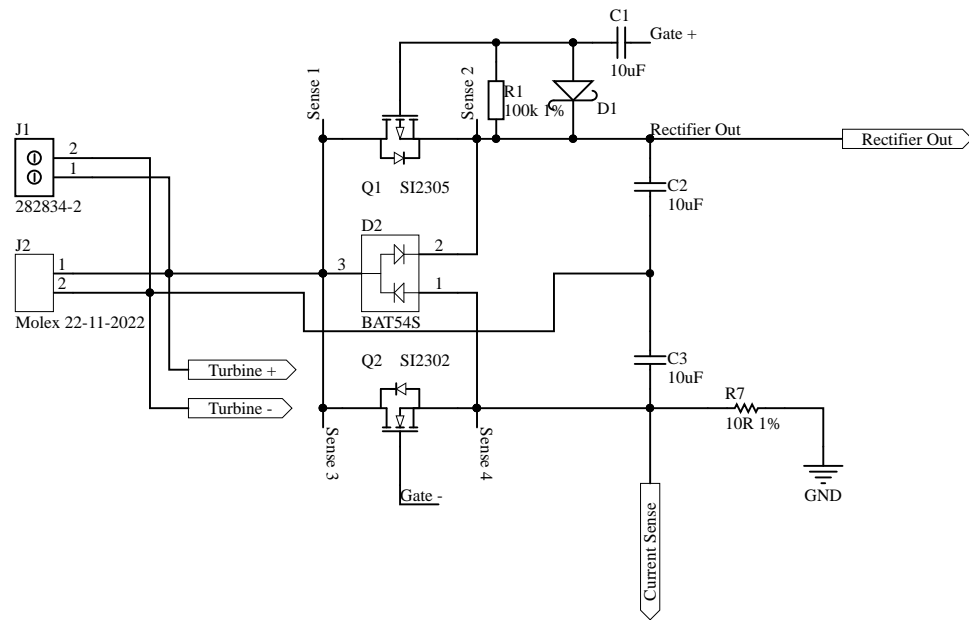 C1
Gate +
10uF
Sense 1
Sense 2
R1
100k 1%
D1
J1
2
1
282834-2
Rectifier Out
Rectifier Out
Q1 SI2305
C2
10uF
D2
J2
1
2
3
2
1
Molex 22-11-2022
BAT54S
Q2 SI2302
C3
10uF
Turbine +
Turbine -
R7
10R 1%
Sense 3
Sense 4
Gate -
GND
Current Sense